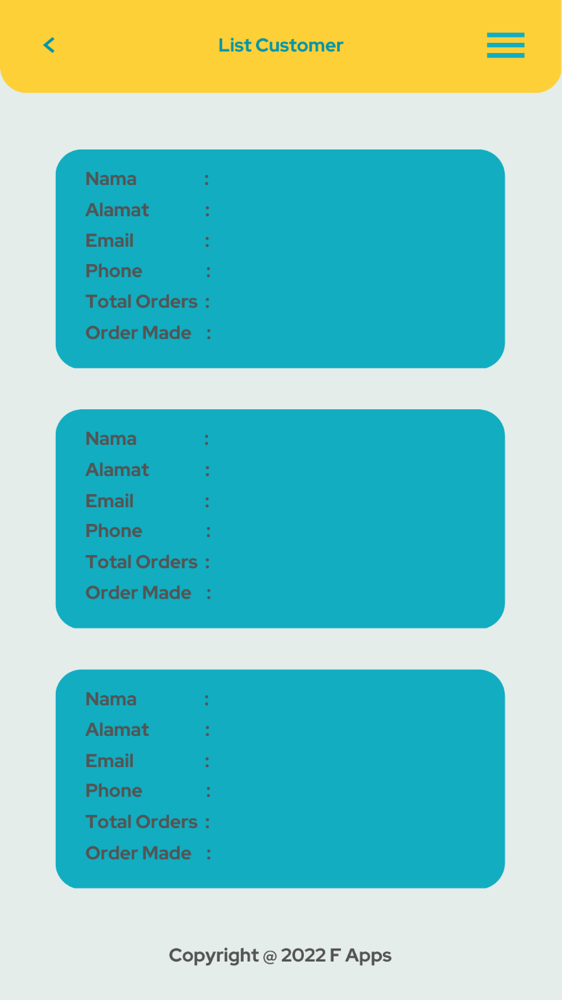 < List Customer
Nama :
Alamat :
Email :
Phone :
Total Orders :
Order Made :
Nama :
Alamat :
Email :
Phone :
Total Orders :
Order Made :
Nama :
Alamat :
Email :
Phone :
Total Orders :
Order Made :
Copyright @ 2022 F Apps